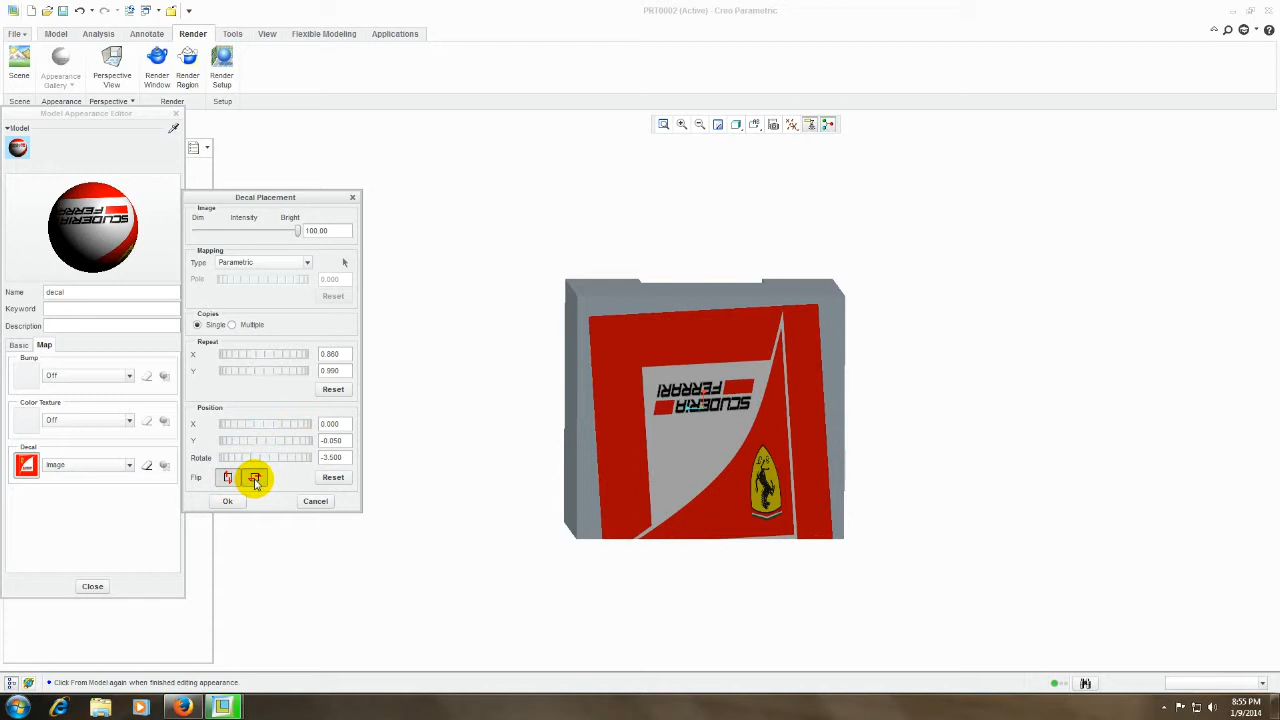 PRT0002 (Active) - Creo Parametric
File Model Analysis Annotate Render Tools View Flexible Modeling Applications
Scene Appearance Gallery Perspective View Render Window Render Region Render Setup
Scene Appearance Perspective Render Setup
Model Appearance Editor
Model
SCUDERIA
FERRARI
Name decal
Keyword
Description
Basic Map
Bump
Off
Color Texture
Off
Decal
Image
Close
Decal Placement
Image
Dim Intensity Bright
100.00
Mapping
Type Parametric
Pole 0.000
Reset
Copies
Single Multiple
Repeat
X 0.860
Y 0.990
Reset
Position
X 0.000
Y -0.050
Rotate -3.500
Flip Reset
Ok Cancel
SCUDERIA
FERRARI
Click From Model again when finished editing appearance.
8:55 PM
1/9/2014